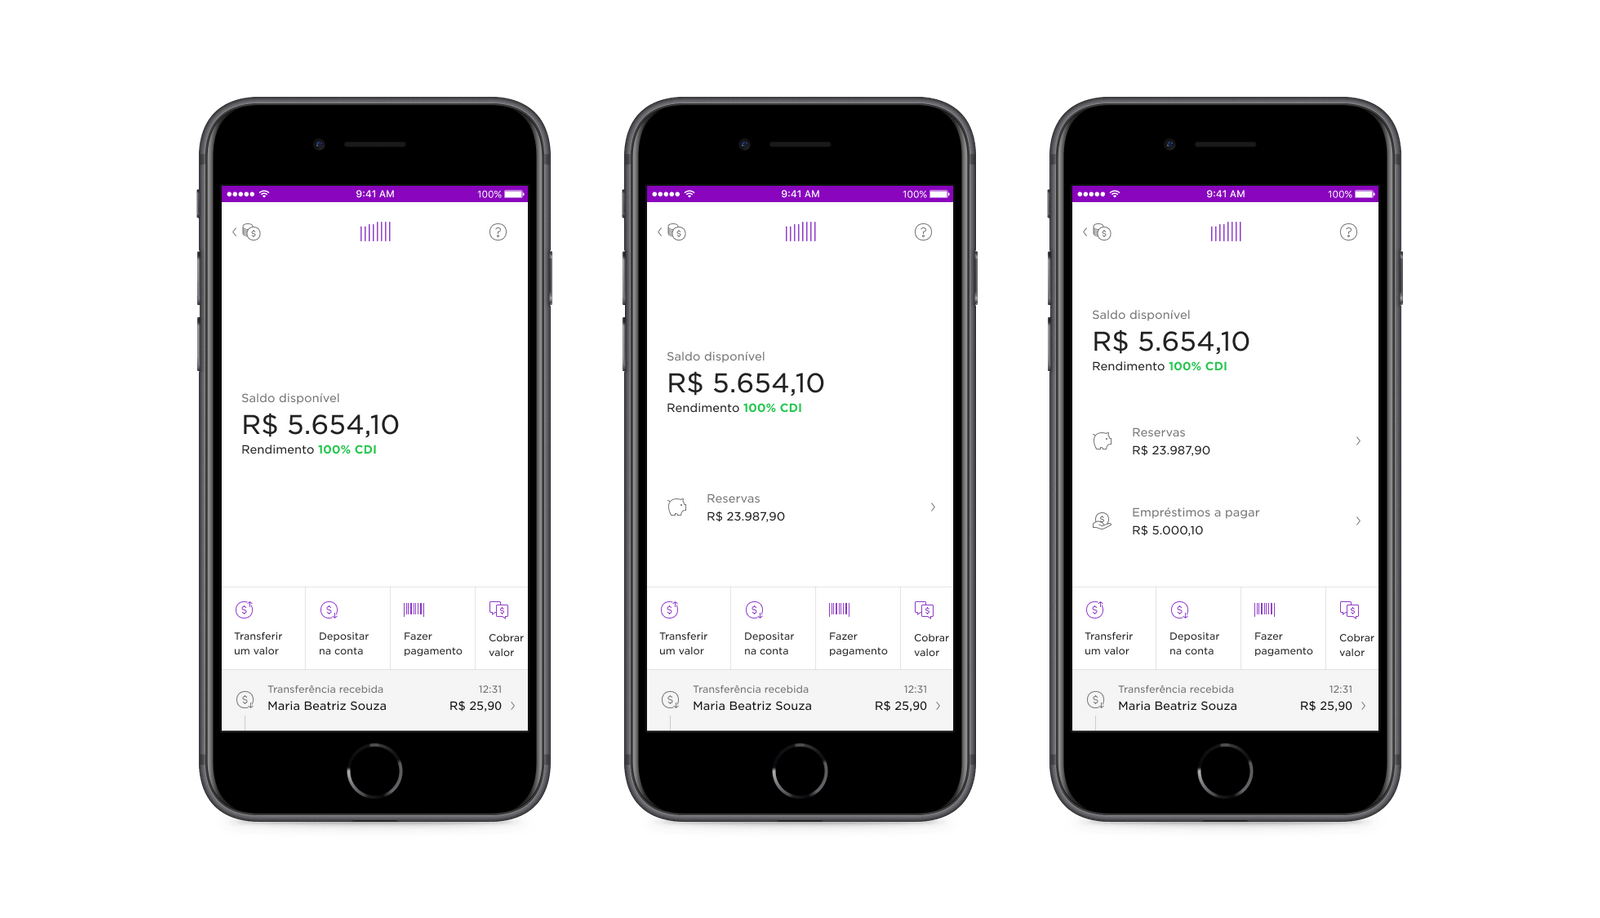 9:41 AM
100%
Saldo disponível
R$ 5.654,10
Rendimento 100% CDI
Transferir
um valor
Depositar
na conta
Fazer
pagamento
Cobrar
valor
Transferência recebida
12:31
Maria Beatriz Souza
R$ 25,90
9:41 AM
100%
Saldo disponível
R$ 5.654,10
Rendimento 100% CDI
Reservas
R$ 23.987,90
Transferir
um valor
Depositar
na conta
Fazer
pagamento
Cobrar
valor
Transferência recebida
12:31
Maria Beatriz Souza
R$ 25,90
9:41 AM
100%
Saldo disponível
R$ 5.654,10
Rendimento 100% CDI
Reservas
R$ 23.987,90
Empréstimos a pagar
R$ 5.000,10
Transferir
um valor
Depositar
na conta
Fazer
pagamento
Cobrar
valor
Transferência recebida
12:31
Maria Beatriz Souza
R$ 25,90